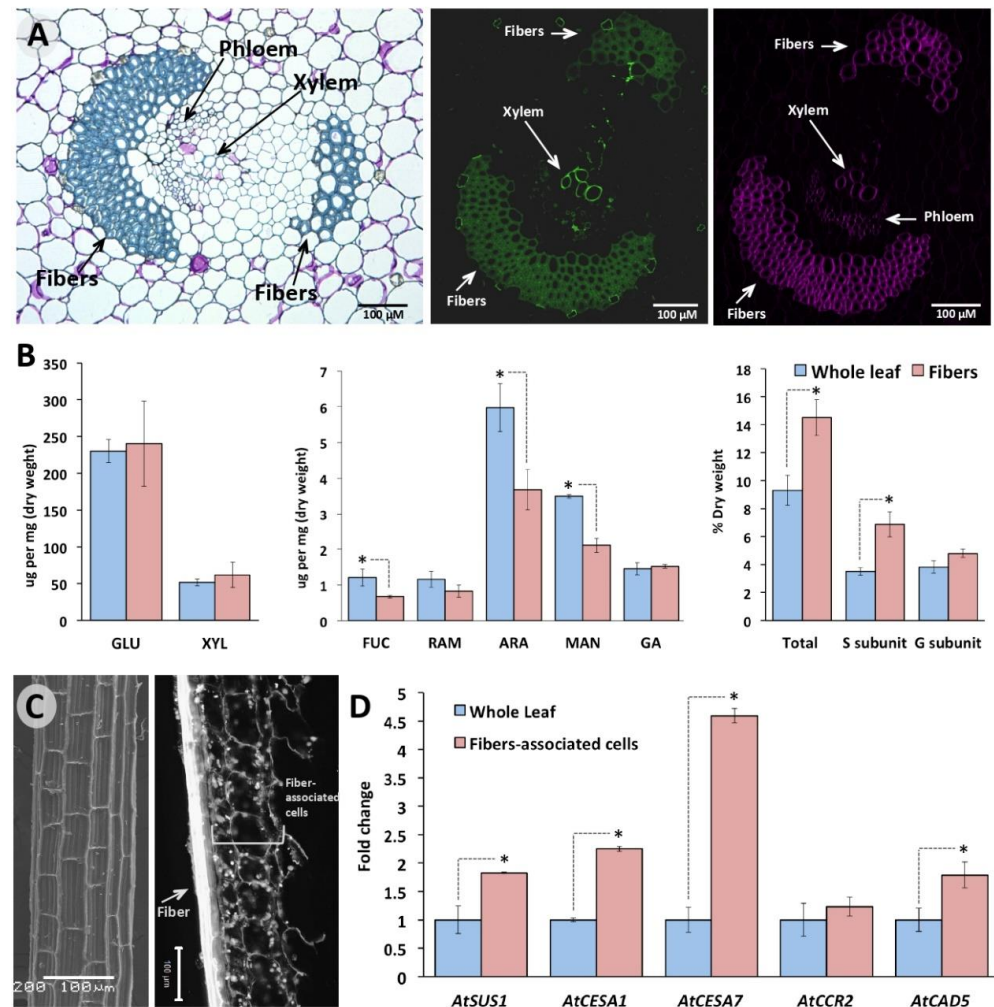 A
Phloem
Xylem
Fibers
Fibers
100 µM
Fibers
Xylem
Fibers
100 µM
Fibers
Xylem
Phloem
Fibers
100 µM
B
ug per mg (dry weght)
350
300
250
200
150
100
50
0
GLU XYL
ug per mg (dry weight)
7
6
5
4
3
2
1
0
* * *
FUC RAM ARA MAN GA
Whole leaf Fibers
% Dry weight
18
16
14
12
10
8
6
4
2
0
* *
Total S subunit G subunit
C
200 100µm
Fiber-
associated
cells
Fiber
100 µm
D
Whole Leaf
Fibers-associated cells
Fold change
5
4.5
4
3.5
3
2.5
2
1.5
1
0.5
0
* * * *
AtSUS1 AtCESA1 AtCESA7 AtCCR2 AtCAD5